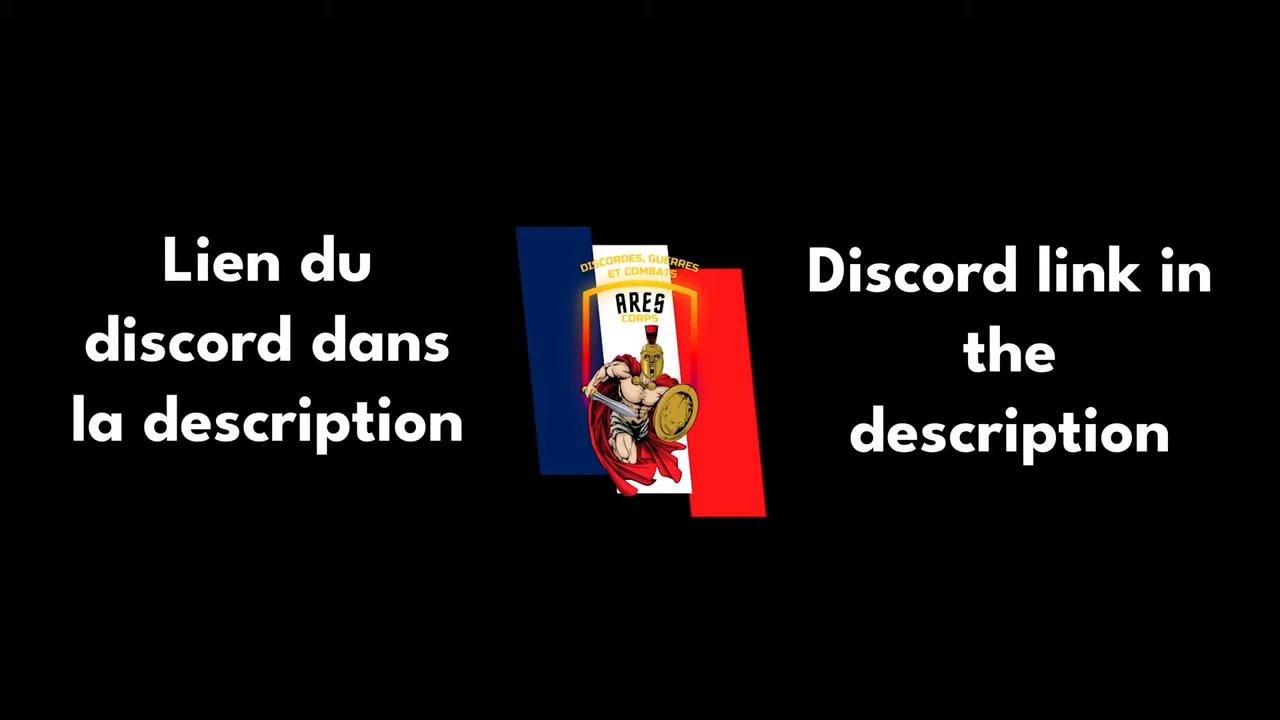 Lien du
discord dans
la description
DISCORDES, GUERRES
ET COMBATS
ARES
CORPS
Discord link in
the
description